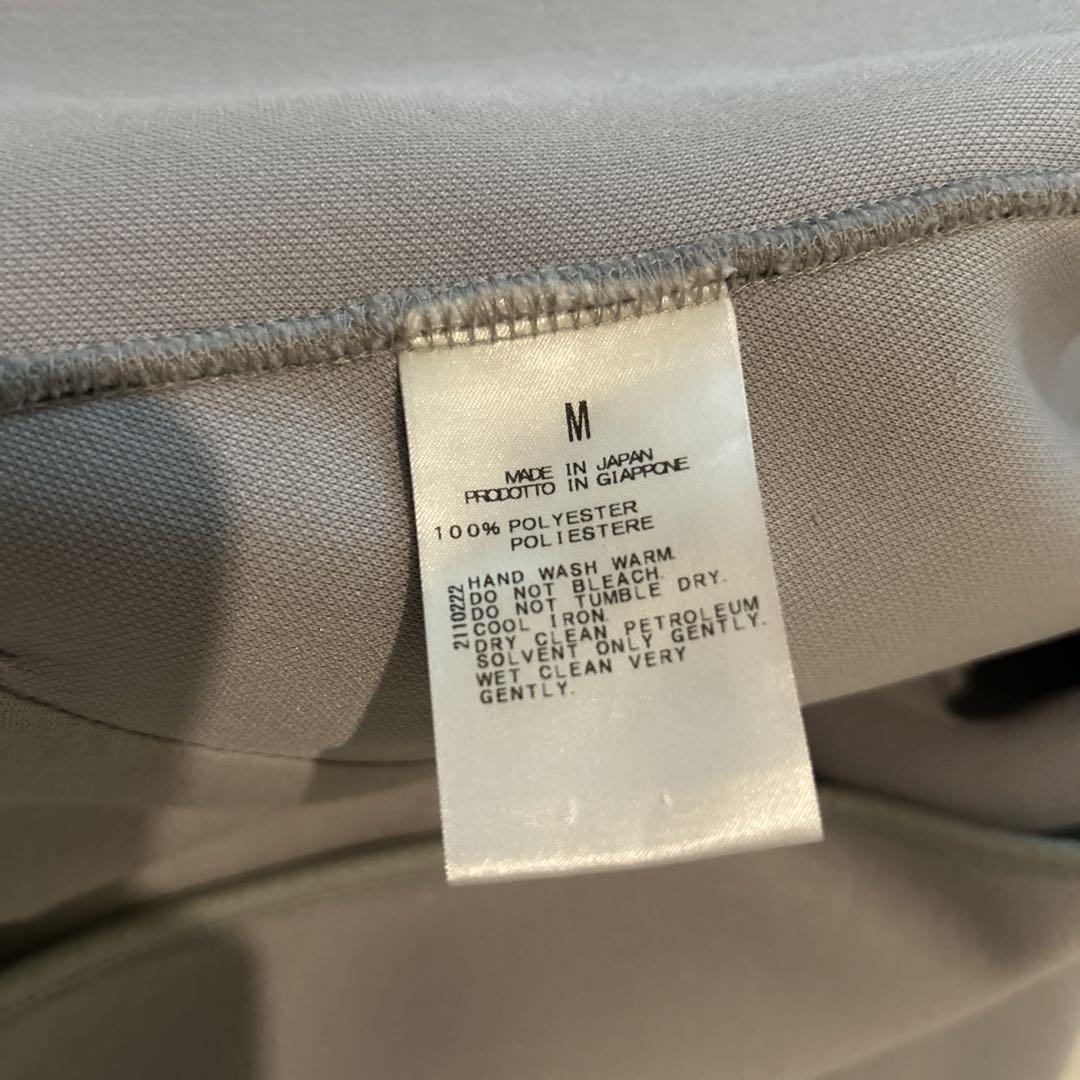 M
MADE IN JAPAN
PRODOTTO IN GIAPPONE
100% POLYESTER
POLIESTERE
HAND WASH WARM.
DO NOT BLEACH.
DO NOT TUMBLE DRY.
COOL IRON.
DRY CLEAN PETROLEUM
SOLVENT ONLY GENTLY.
WET CLEAN VERY
GENTLY.
2110222